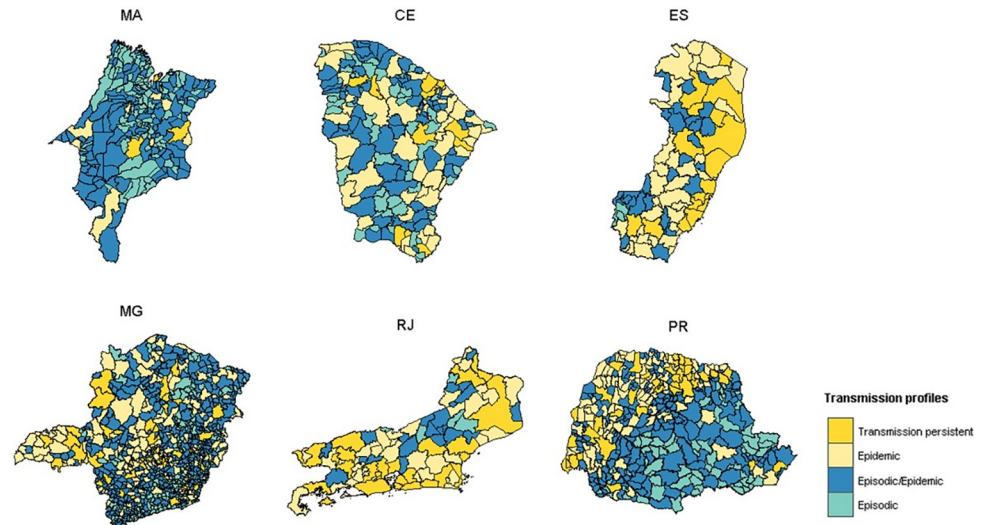 MA
CE
ES
MG
RJ
PR
Transmission profiles
Transmission persistent
Epidemic
Episodic/Epidemic
Episodic